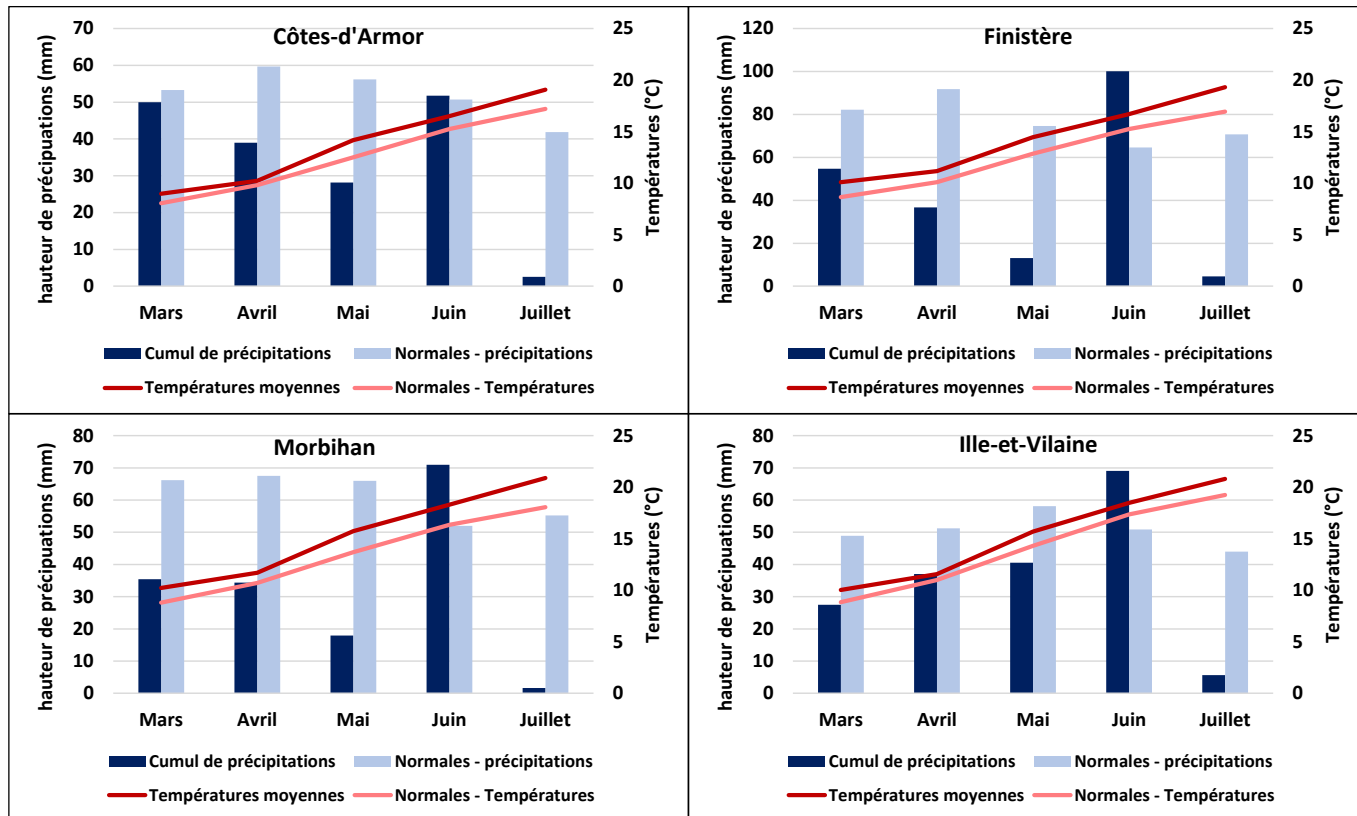 Côtes-d'Armor
hauteur de précipuations (mm)
70
60
50
40
30
20
10
0
25
20
15
10
5
0
Températures (°C)
Mars Avril Mai Juin Juillet
Cumul de précipitations Normales - précipitations
Températures moyennes Normales - Températures
Finistère
hauteur de précipuations (mm)
120
100
80
60
40
20
0
25
20
15
10
5
0
Températures (°C)
Mars Avril Mai Juin Juillet
Cumul de précipitations Normales - précipitations
Températures moyennes Normales - Températures
Morbihan
hauteur de précipuations (mm)
80
70
60
50
40
30
20
10
0
25
20
15
10
5
0
Températures (°C)
Mars Avril Mai Juin Juillet
Cumul de précipitations Normales - précipitations
Températures moyennes Normales - Températures
Ille-et-Vilaine
hauteur de précipuations (mm)
80
70
60
50
40
30
20
10
0
25
20
15
10
5
0
Températures (°C)
Mars Avril Mai Juin Juillet
Cumul de précipitations Normales - précipitations
Températures moyennes Normales - Températures